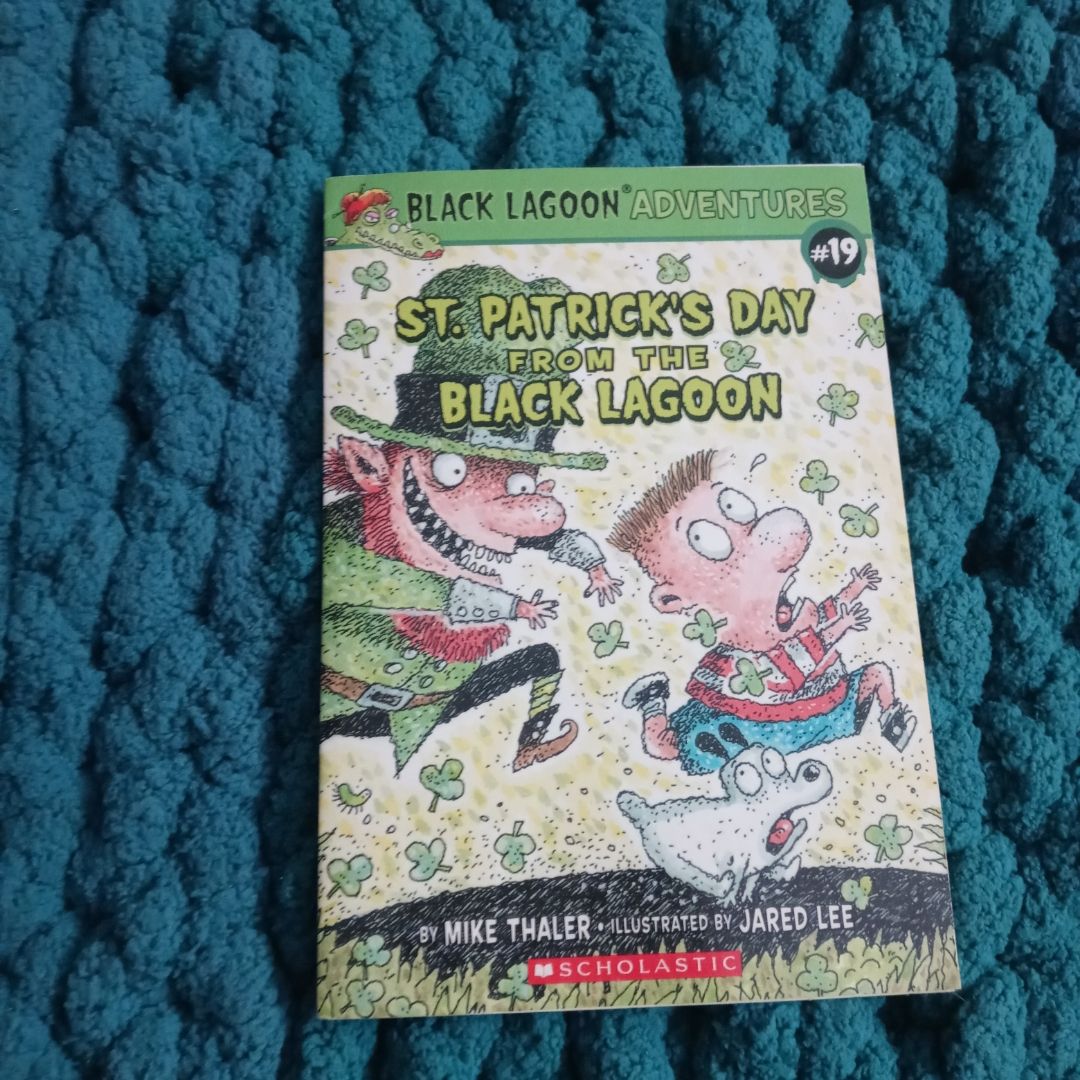 BLACK LAGOON® ADVENTURES
#19
ST. PATRICK'S DAY
FROM THE
BLACK LAGOON
BY MIKE THALER • ILLUSTRATED BY JARED LEE
SCHOLASTIC